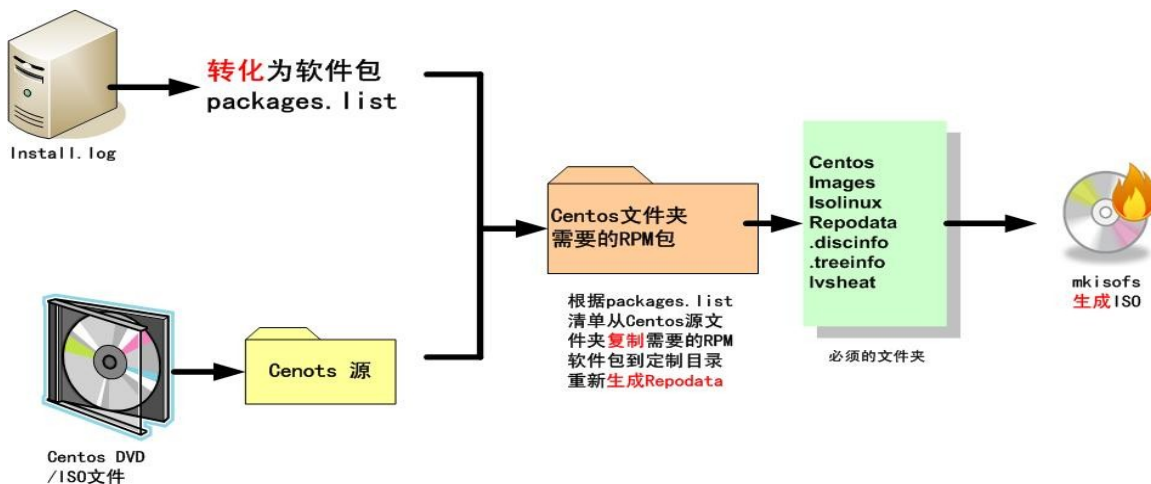 转化为软件包
packages.list
Install.log
Cenots 源
Centos DVD
/ISO文件
Centos文件夹
需要的RPM包
根据packages.list
清单从Centos源文
件夹复制需要的RPM
软件包到定制目录
重新生成Repodata
Centos
Images
Isolinux
Repodata
.discinfo
.treeinfo
lvsheat
必须的文件夹
mkisofs
生成ISO